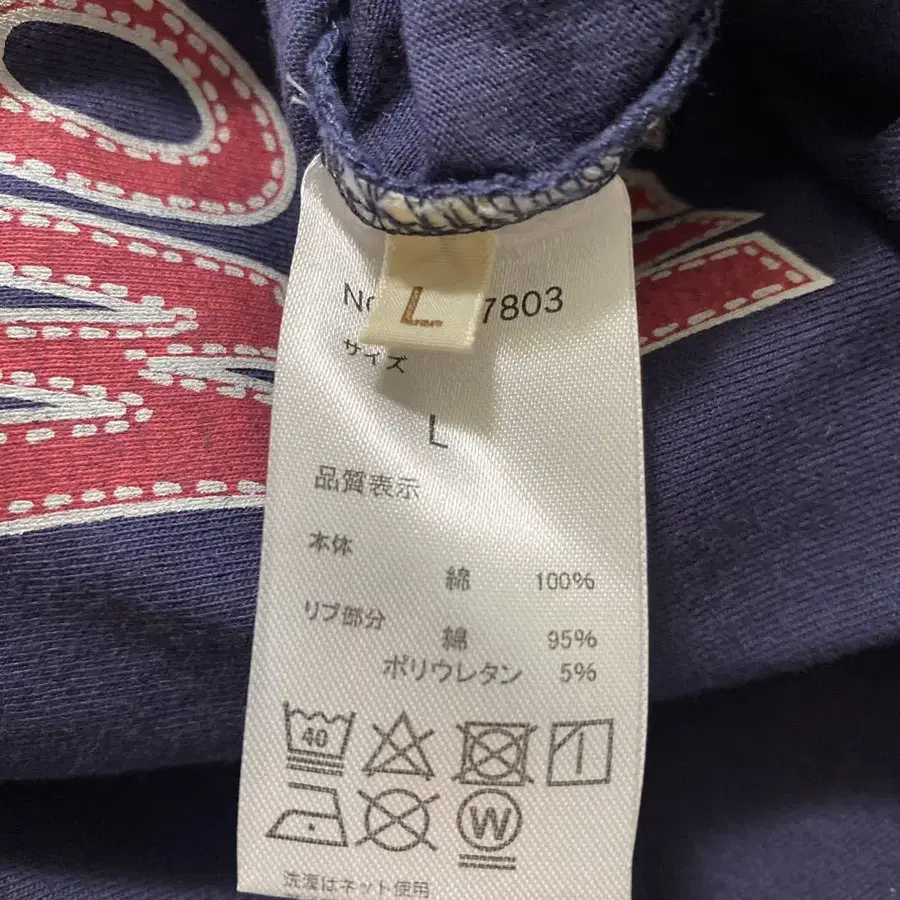 No L 7803
サイズ
L
品質表示
本体
綿 100%
リブ部分
綿 95%
ポリウレタン 5%
40
W
洗濯はネット使用